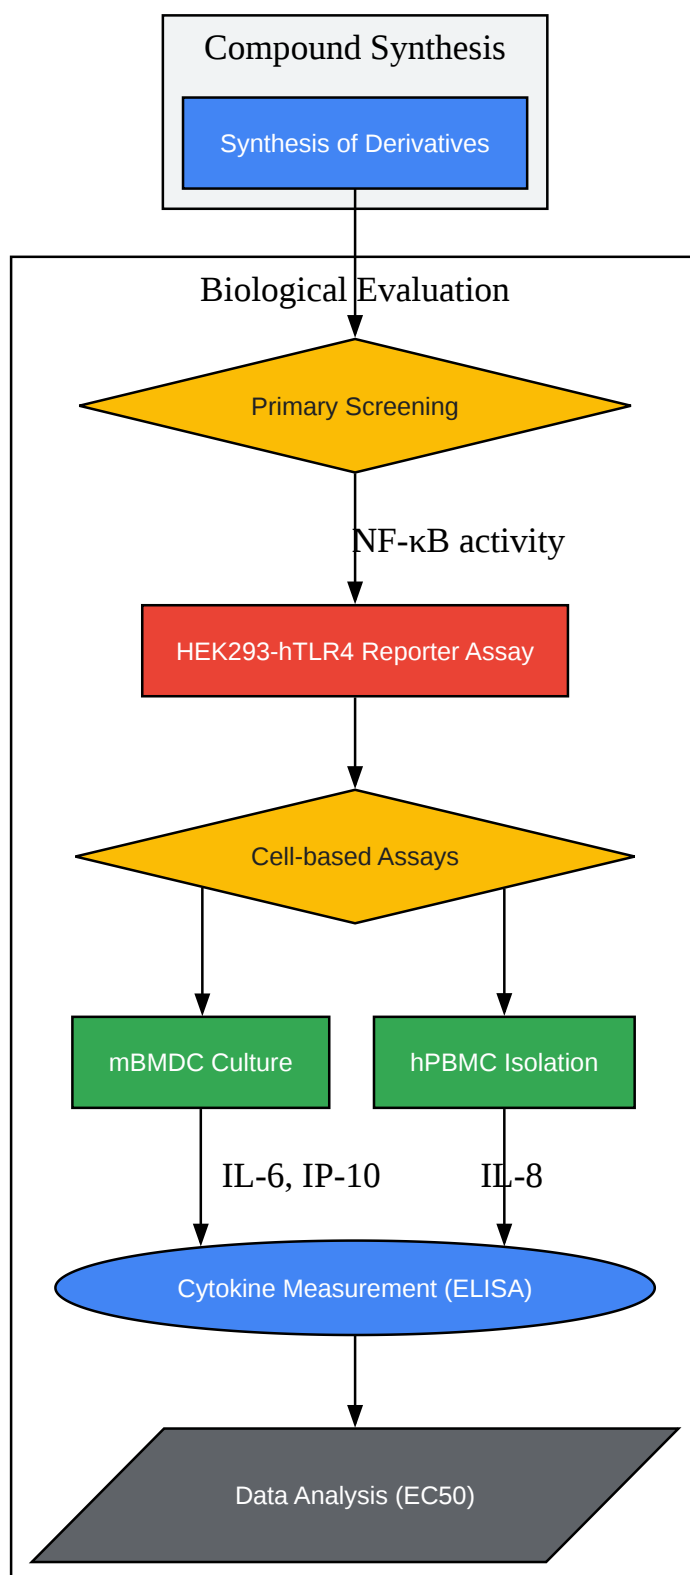 Compound Synthesis
Synthesis of Derivatives
Biological Evaluation
Primary Screening
NF-κB activity
HEK293-hTLR4 Reporter Assay
Cell-based Assays
mBMDC Culture
hPBMC Isolation
IL-6, IP-10
IL-8
Cytokine Measurement (ELISA)
Data Analysis (EC50)